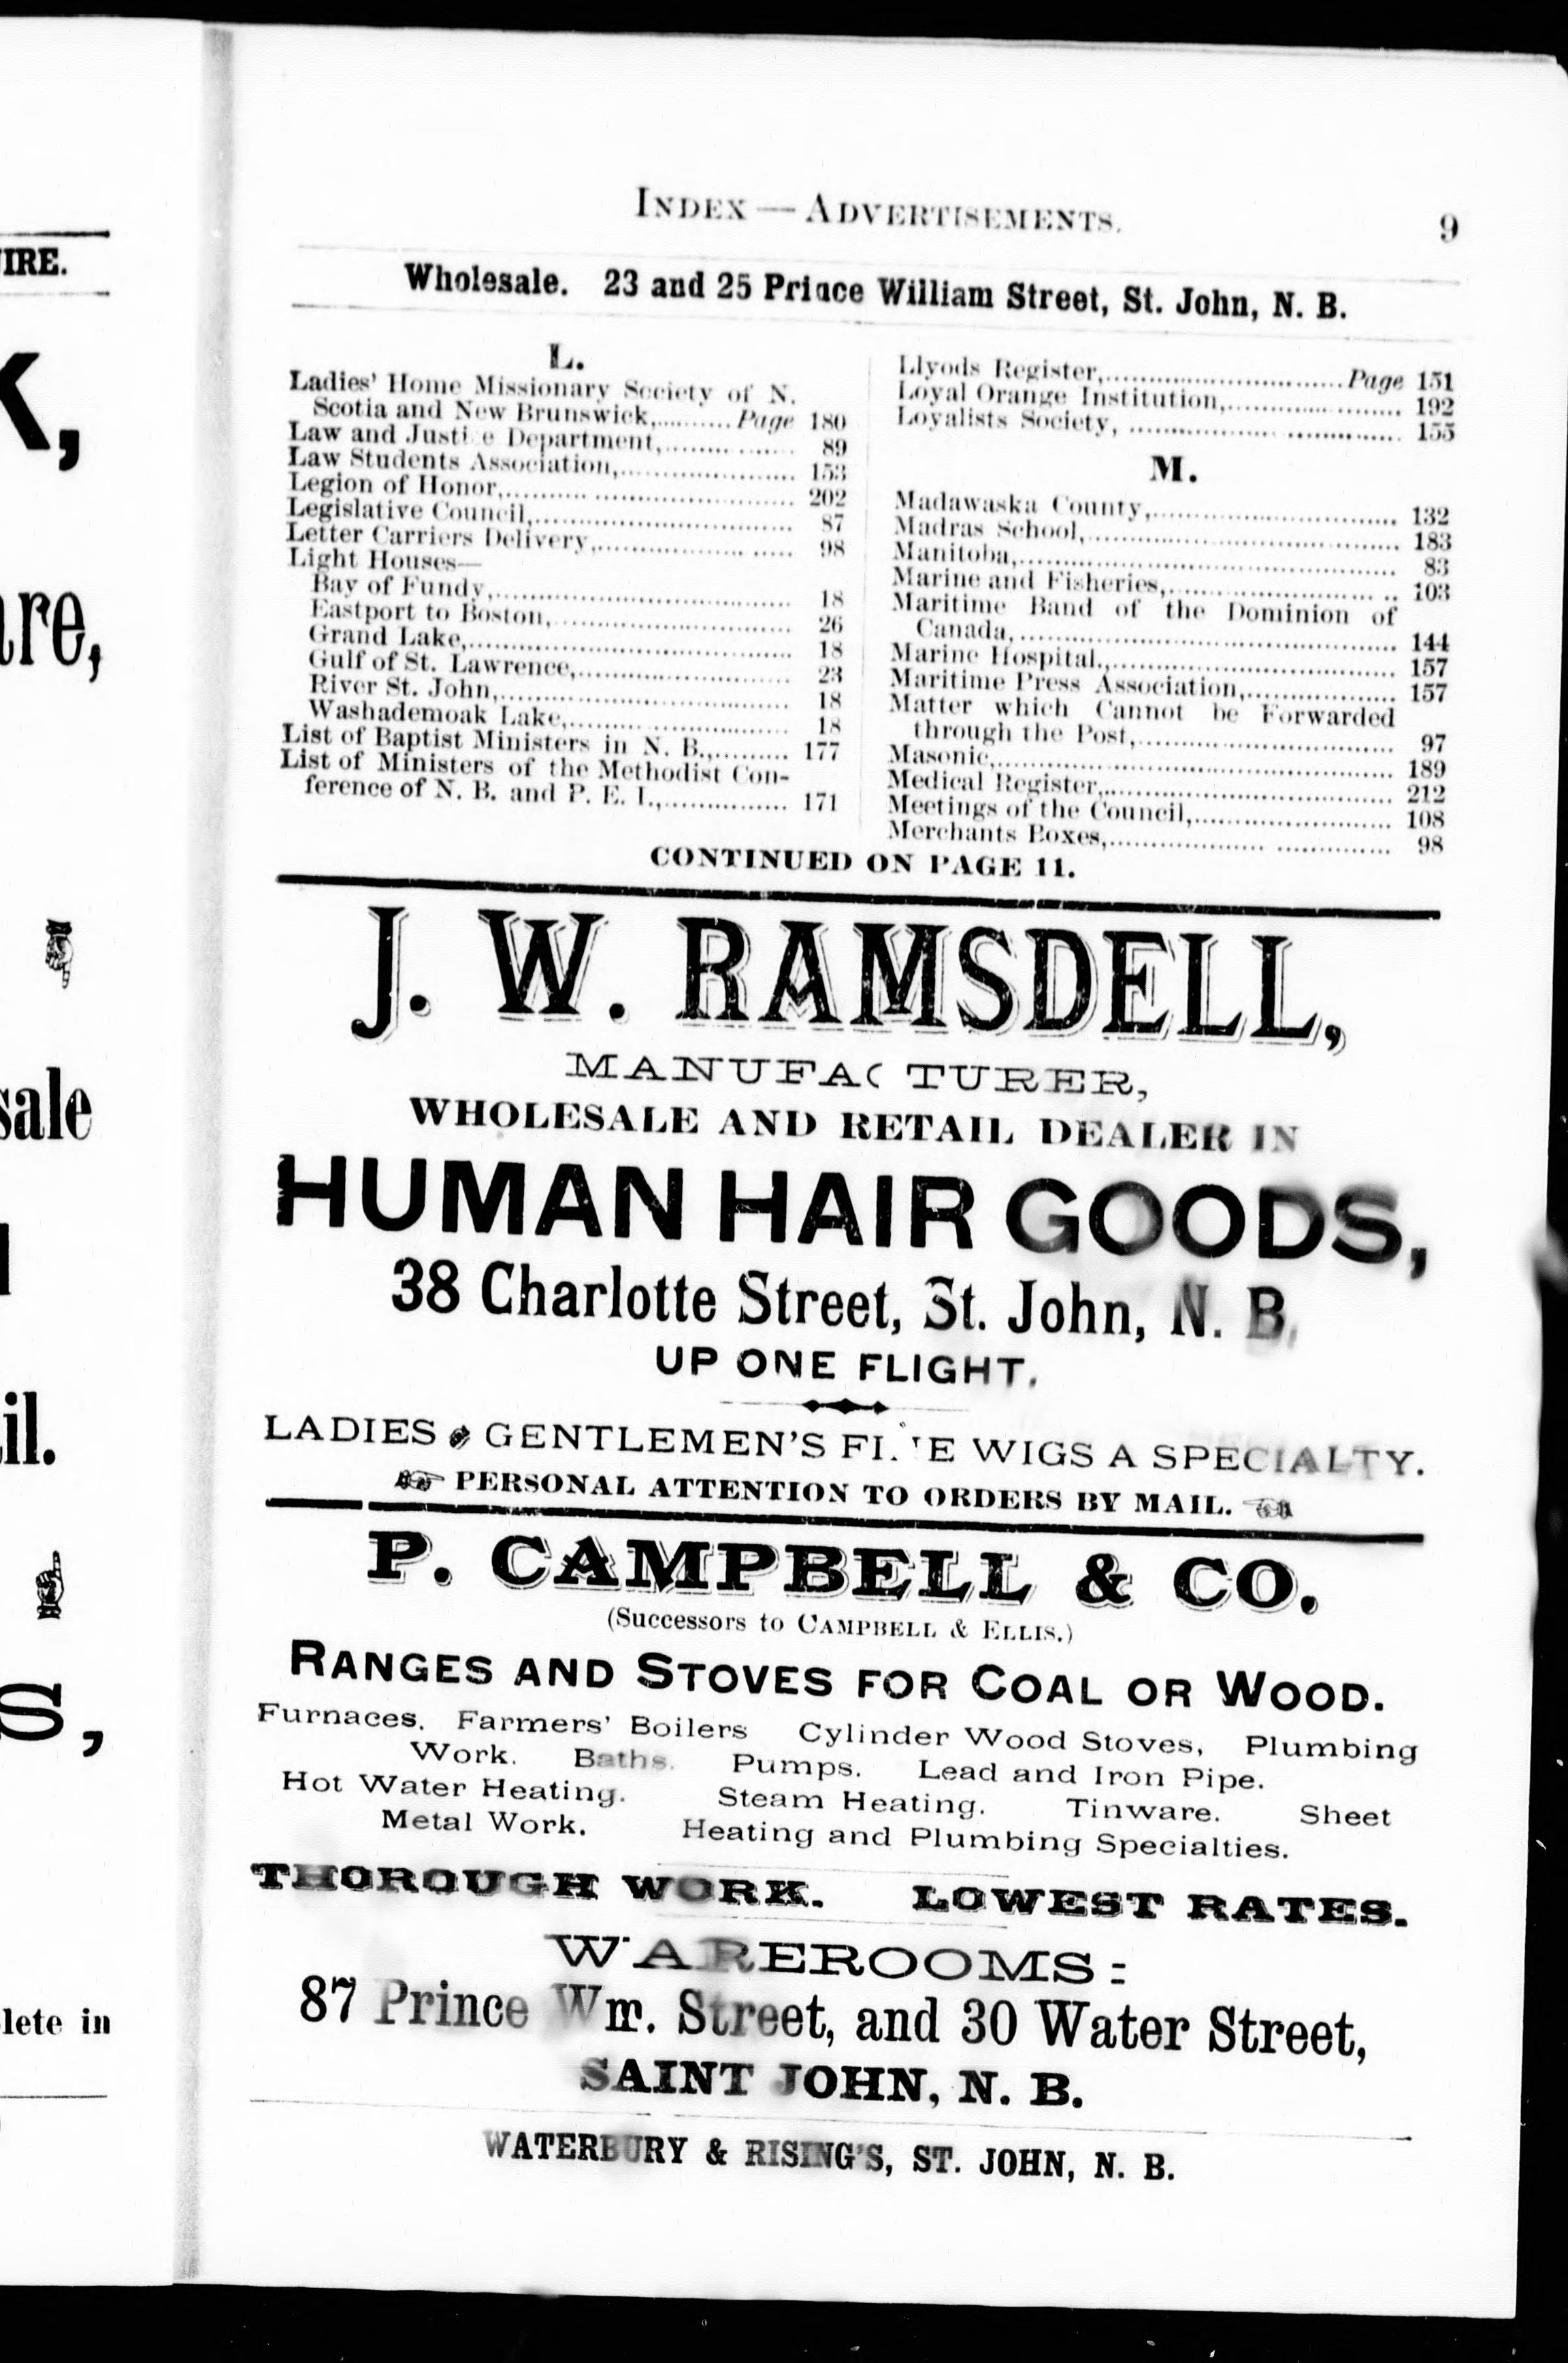 IRE.
K,
re,
sale
il.
S,
lete in
INDEX — ADVERTISEMENTS.
9
Wholesale. 23 and 25 Prince William Street, St. John, N. B.
L.
Ladies' Home Missionary Society of N.
Scotia and New Brunswick,..........Page 180
Law and Justi e Department,.................. 89
Law Students Association,........................ 153
Legion of Honor,........................................ 202
Legislative Council,.................................... 87
Letter Carriers Delivery,............................ 98
Light Houses—
Bay of Fundy,.......................................... 18
Eastport to Boston,................................. 26
Grand Lake,............................................. 18
Gulf of St. Lawrence,.............................. 23
River St. John,......................................... 18
Washademoak Lake,............................... 18
List of Baptist Ministers in N. B.,.......... 177
List of Ministers of the Methodist Con-
ference of N. B. and P. E. I.,................ 171
Llyods Register,..............................Page 151
Loyal Orange Institution,........................ 192
Loyalists Society, ...................................... 155
M.
Madawaska County,................................. 132
Madras School,.......................................... 183
Manitoba,................................................... 83
Marine and Fisheries,............................... 103
Maritime Band of the Dominion of
Canada,.................................................. 144
Marine Hospital.,...................................... 157
Maritime Press Association,.................... 157
Matter which Cannot be Forwarded
through the Post,................................. 97
Masonic,..................................................... 189
Medical Register,...................................... 212
Meetings of the Council,.......................... 108
Merchants Boxes,...................................... 98
CONTINUED ON PAGE 11.
J. W. RAMSDELL,
MANUFACTURER,
WHOLESALE AND RETAIL DEALER IN
HUMAN HAIR GOODS,
38 Charlotte Street, St. John, N. B.
UP ONE FLIGHT.
LADIES & GENTLEMEN'S FINE WIGS A SPECIALTY.
PERSONAL ATTENTION TO ORDERS BY MAIL.
P. CAMPBELL & CO.
(Successors to CAMPBELL & ELLIS.)
RANGES AND STOVES FOR COAL OR WOOD.
Furnaces. Farmers' Boilers Cylinder Wood Stoves, Plumbing
Work. Baths. Pumps. Lead and Iron Pipe.
Hot Water Heating. Steam Heating. Tinware. Sheet
Metal Work. Heating and Plumbing Specialties.
THOROUGH WORK. LOWEST RATES.
WAREROOMS:
87 Prince Wm. Street, and 30 Water Street,
SAINT JOHN, N. B.
WATERBURY & RISING'S, ST. JOHN, N. B.